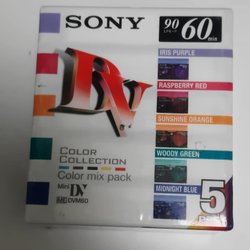 SONY
90 60 min
LP
DV
IRIS PURPLE
RASPBERRY RED
SUNSHINE ORANGE
WOODY GREEN
MIDNIGHT BLUE
COLOR
COLLECTION
Color mix pack
Mini DV
DVM60
5